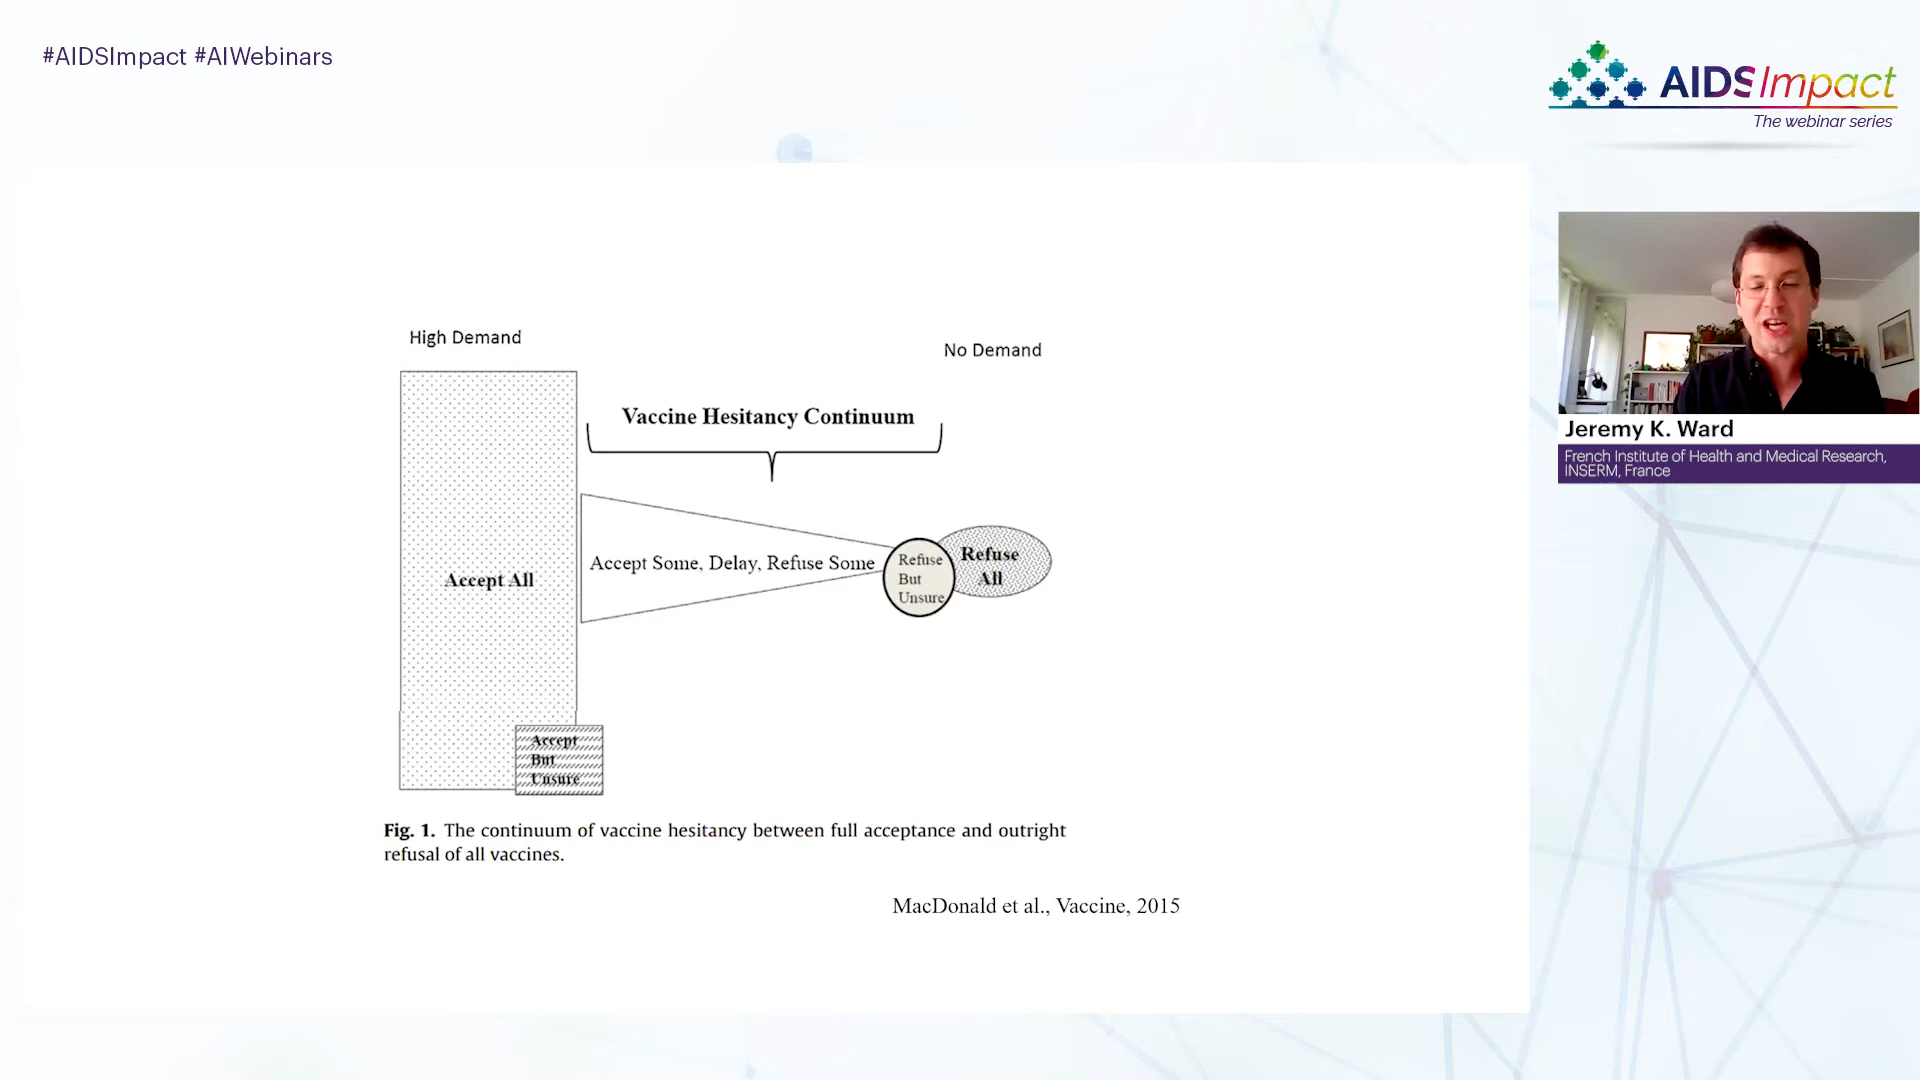 #AIDSImpact #AIWebinars
AIDSImpact
The webinar series
High Demand
No Demand
Vaccine Hesitancy Continuum
Accept All
Accept Some, Delay, Refuse Some
Refuse
But
Unsure
Refuse
All
Accept
But
Unsure
Fig. 1. The continuum of vaccine hesitancy between full acceptance and outright
refusal of all vaccines.
MacDonald et al., Vaccine, 2015
Jeremy K. Ward
French Institute of Health and Medical Research,
INSERM, France